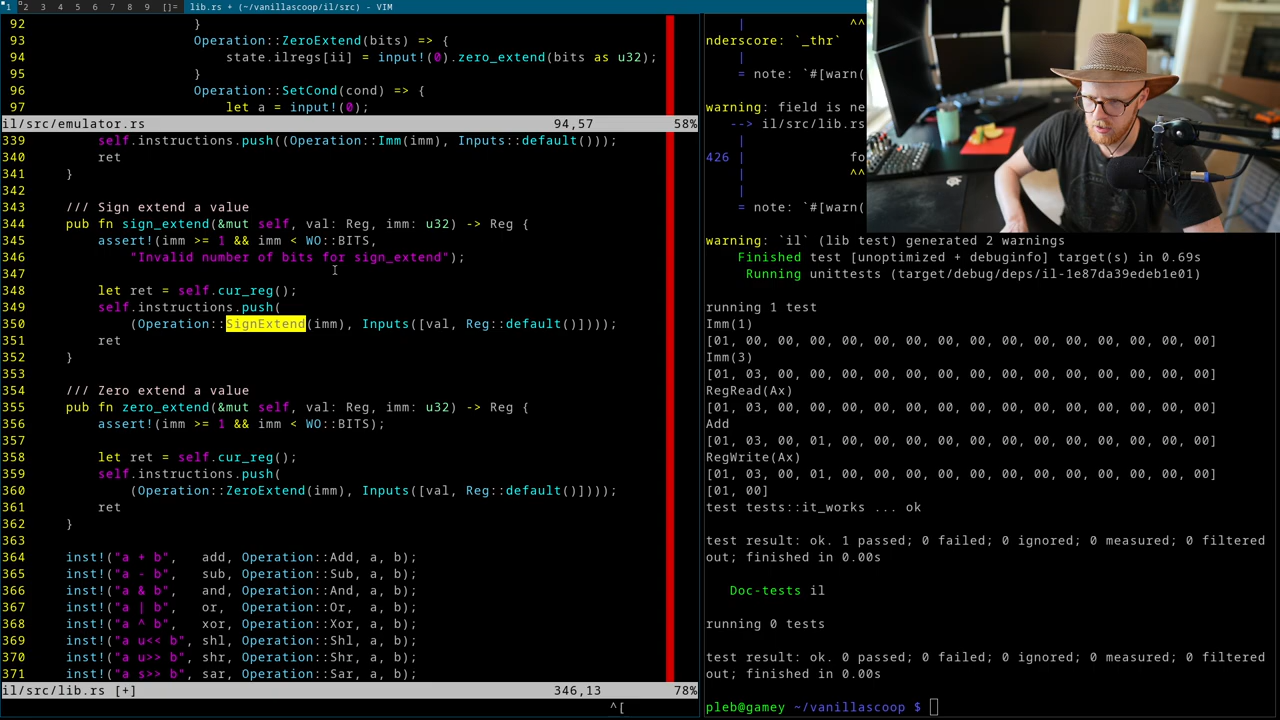 1 2 3 4 5 6 7 8 9 []= lib.rs + (~/vanillascoop/il/src) - VIM
92 }
93 Operation::ZeroExtend(bits) => {
94 state.ilregs[ii] = input!(0).zero_extend(bits as u32);
95 }
96 Operation::SetCond(cond) => {
97 let a = input!(0);
il/src/emulator.rs 94,57 58%
339 self.instructions.push((Operation::Imm(imm), Inputs::default()));
340 ret
341 }
342
343 /// Sign extend a value
344 pub fn sign_extend(&mut self, val: Reg, imm: u32) -> Reg {
345 assert!(imm >= 1 && imm < WO::BITS,
346 "Invalid number of bits for sign_extend");
347
348 let ret = self.cur_reg();
349 self.instructions.push(
350 (Operation::SignExtend(imm), Inputs([val, Reg::default()])));
351 ret
352 }
353
354 /// Zero extend a value
355 pub fn zero_extend(&mut self, val: Reg, imm: u32) -> Reg {
356 assert!(imm >= 1 && imm < WO::BITS);
357
358 let ret = self.cur_reg();
359 self.instructions.push(
360 (Operation::ZeroExtend(imm), Inputs([val, Reg::default()])));
361 ret
362 }
363
364 inst!("a + b", add, Operation::Add, a, b);
365 inst!("a - b", sub, Operation::Sub, a, b);
366 inst!("a & b", and, Operation::And, a, b);
367 inst!("a | b", or, Operation::Or, a, b);
368 inst!("a ^ b", xor, Operation::Xor, a, b);
369 inst!("a u<< b", shl, Operation::Shl, a, b);
370 inst!("a u>> b", shr, Operation::Shr, a, b);
371 inst!("a s>> b", sar, Operation::Sar, a, b);
il/src/lib.rs [+] 346,13 78%
^[
| ^^
nderscore: `_thr`
|
= note: `#[warn(
warning: field is ne
--> il/src/lib.rs
|
426 | fo
| ^^
|
= note: `#[warn(
warning: `il` (lib test) generated 2 warnings
Finished test [unoptimized + debuginfo] target(s) in 0.69s
Running unittests (target/debug/deps/il-1e87da39edeb1e01)
running 1 test
Imm(1)
[01, 00, 00, 00, 00, 00, 00, 00, 00, 00, 00, 00, 00, 00, 00, 00]
Imm(3)
[01, 03, 00, 00, 00, 00, 00, 00, 00, 00, 00, 00, 00, 00, 00, 00]
RegRead(Ax)
[01, 03, 00, 00, 00, 00, 00, 00, 00, 00, 00, 00, 00, 00, 00, 00]
Add
[01, 03, 00, 01, 00, 00, 00, 00, 00, 00, 00, 00, 00, 00, 00, 00]
RegWrite(Ax)
[01, 03, 00, 01, 00, 00, 00, 00, 00, 00, 00, 00, 00, 00, 00, 00]
[01, 00]
test tests::it_works ... ok
test result: ok. 1 passed; 0 failed; 0 ignored; 0 measured; 0 filtered
out; finished in 0.00s
Doc-tests il
running 0 tests
test result: ok. 0 passed; 0 failed; 0 ignored; 0 measured; 0 filtered
out; finished in 0.00s
pleb@gamey ~/vanillascoop $